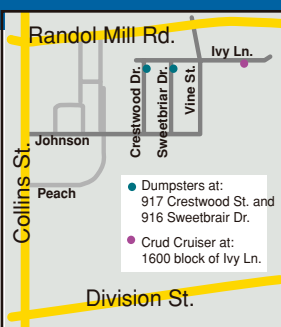 Randol Mill Rd.
Ivy Ln.
Crestwood Dr.
Sweetbriar Dr.
Vine St.
Johnson
Collins St.
Peach
Dumpsters at:
917 Crestwood St. and
916 Sweetbrair Dr.
Crud Cruiser at:
1600 block of Ivy Ln.
Division St.